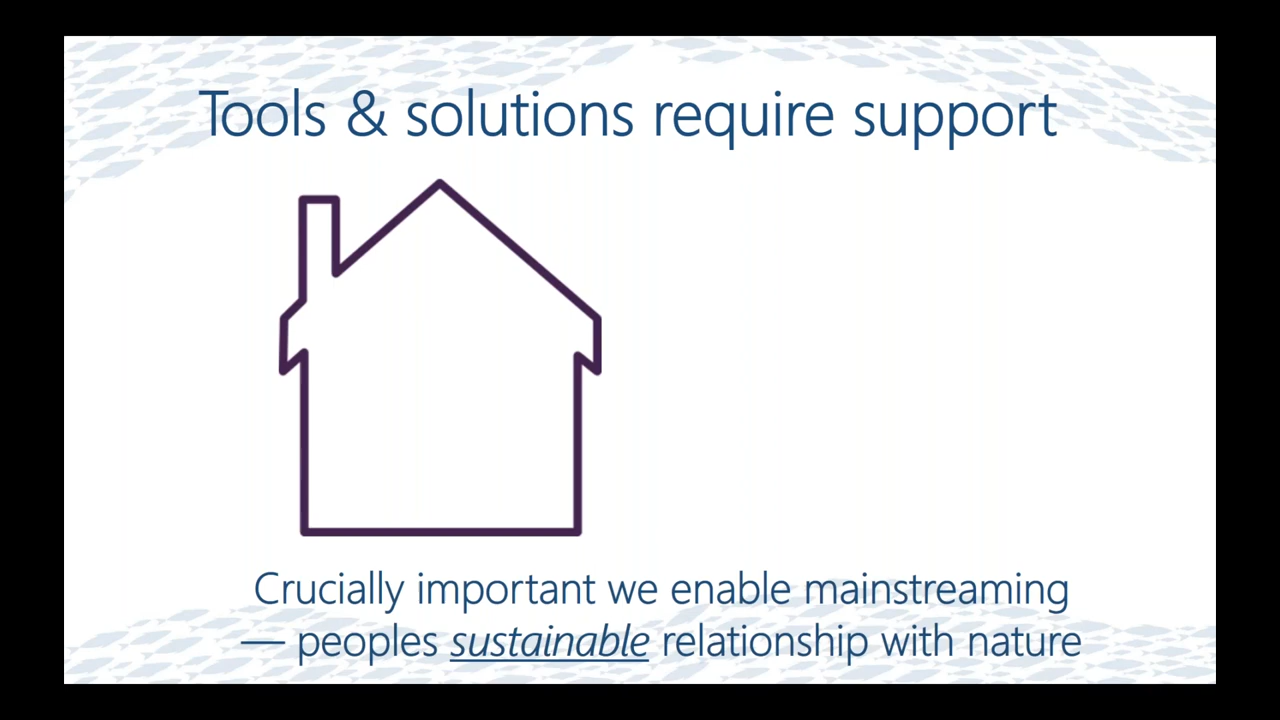 Tools & solutions require support
Crucially important we enable mainstreaming
— peoples sustainable relationship with nature